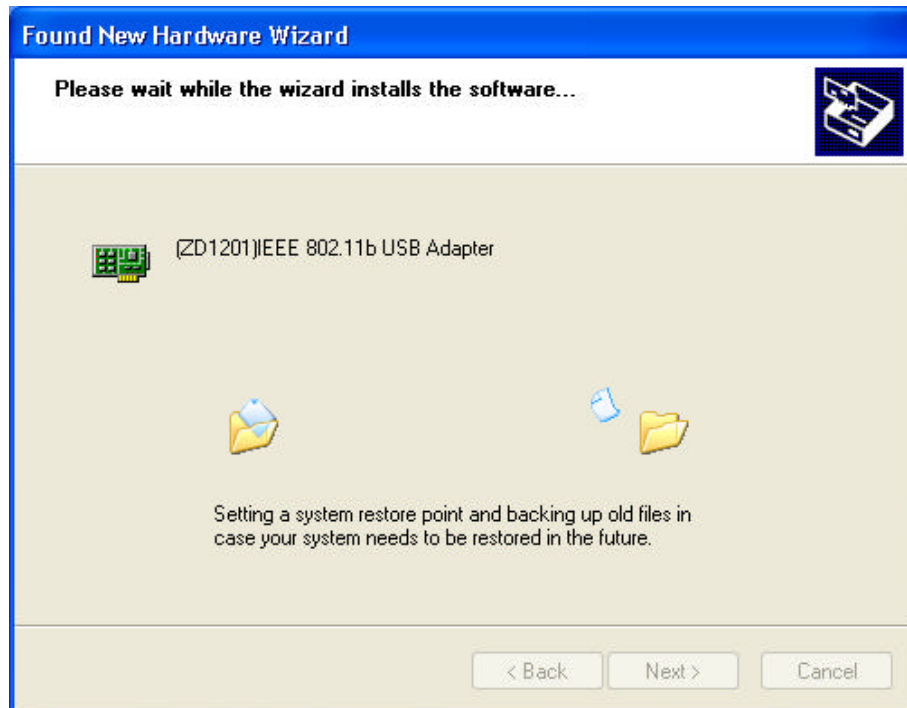 Found New Hardware Wizard
Please wait while the wizard installs the software...
(ZD1201)IEEE 802.11b USB Adapter
Setting a system restore point and backing up old files in
case your system needs to be restored in the future.
< Back
Next >
Cancel